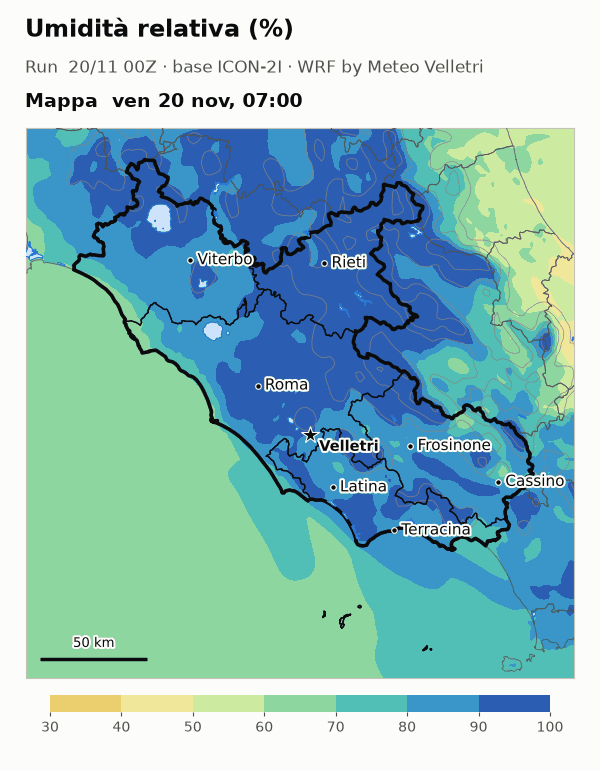 Umidità relativa (%)
Run  20/11 00Z · base ICON-2I · WRF by Meteo Velletri
Mappa  ven 20 nov, 07:00
Viterbo
Rieti
Roma
Velletri
Frosinone
Cassino
Latina
Terracina
50 km
30 40 50 60 70 80 90 100